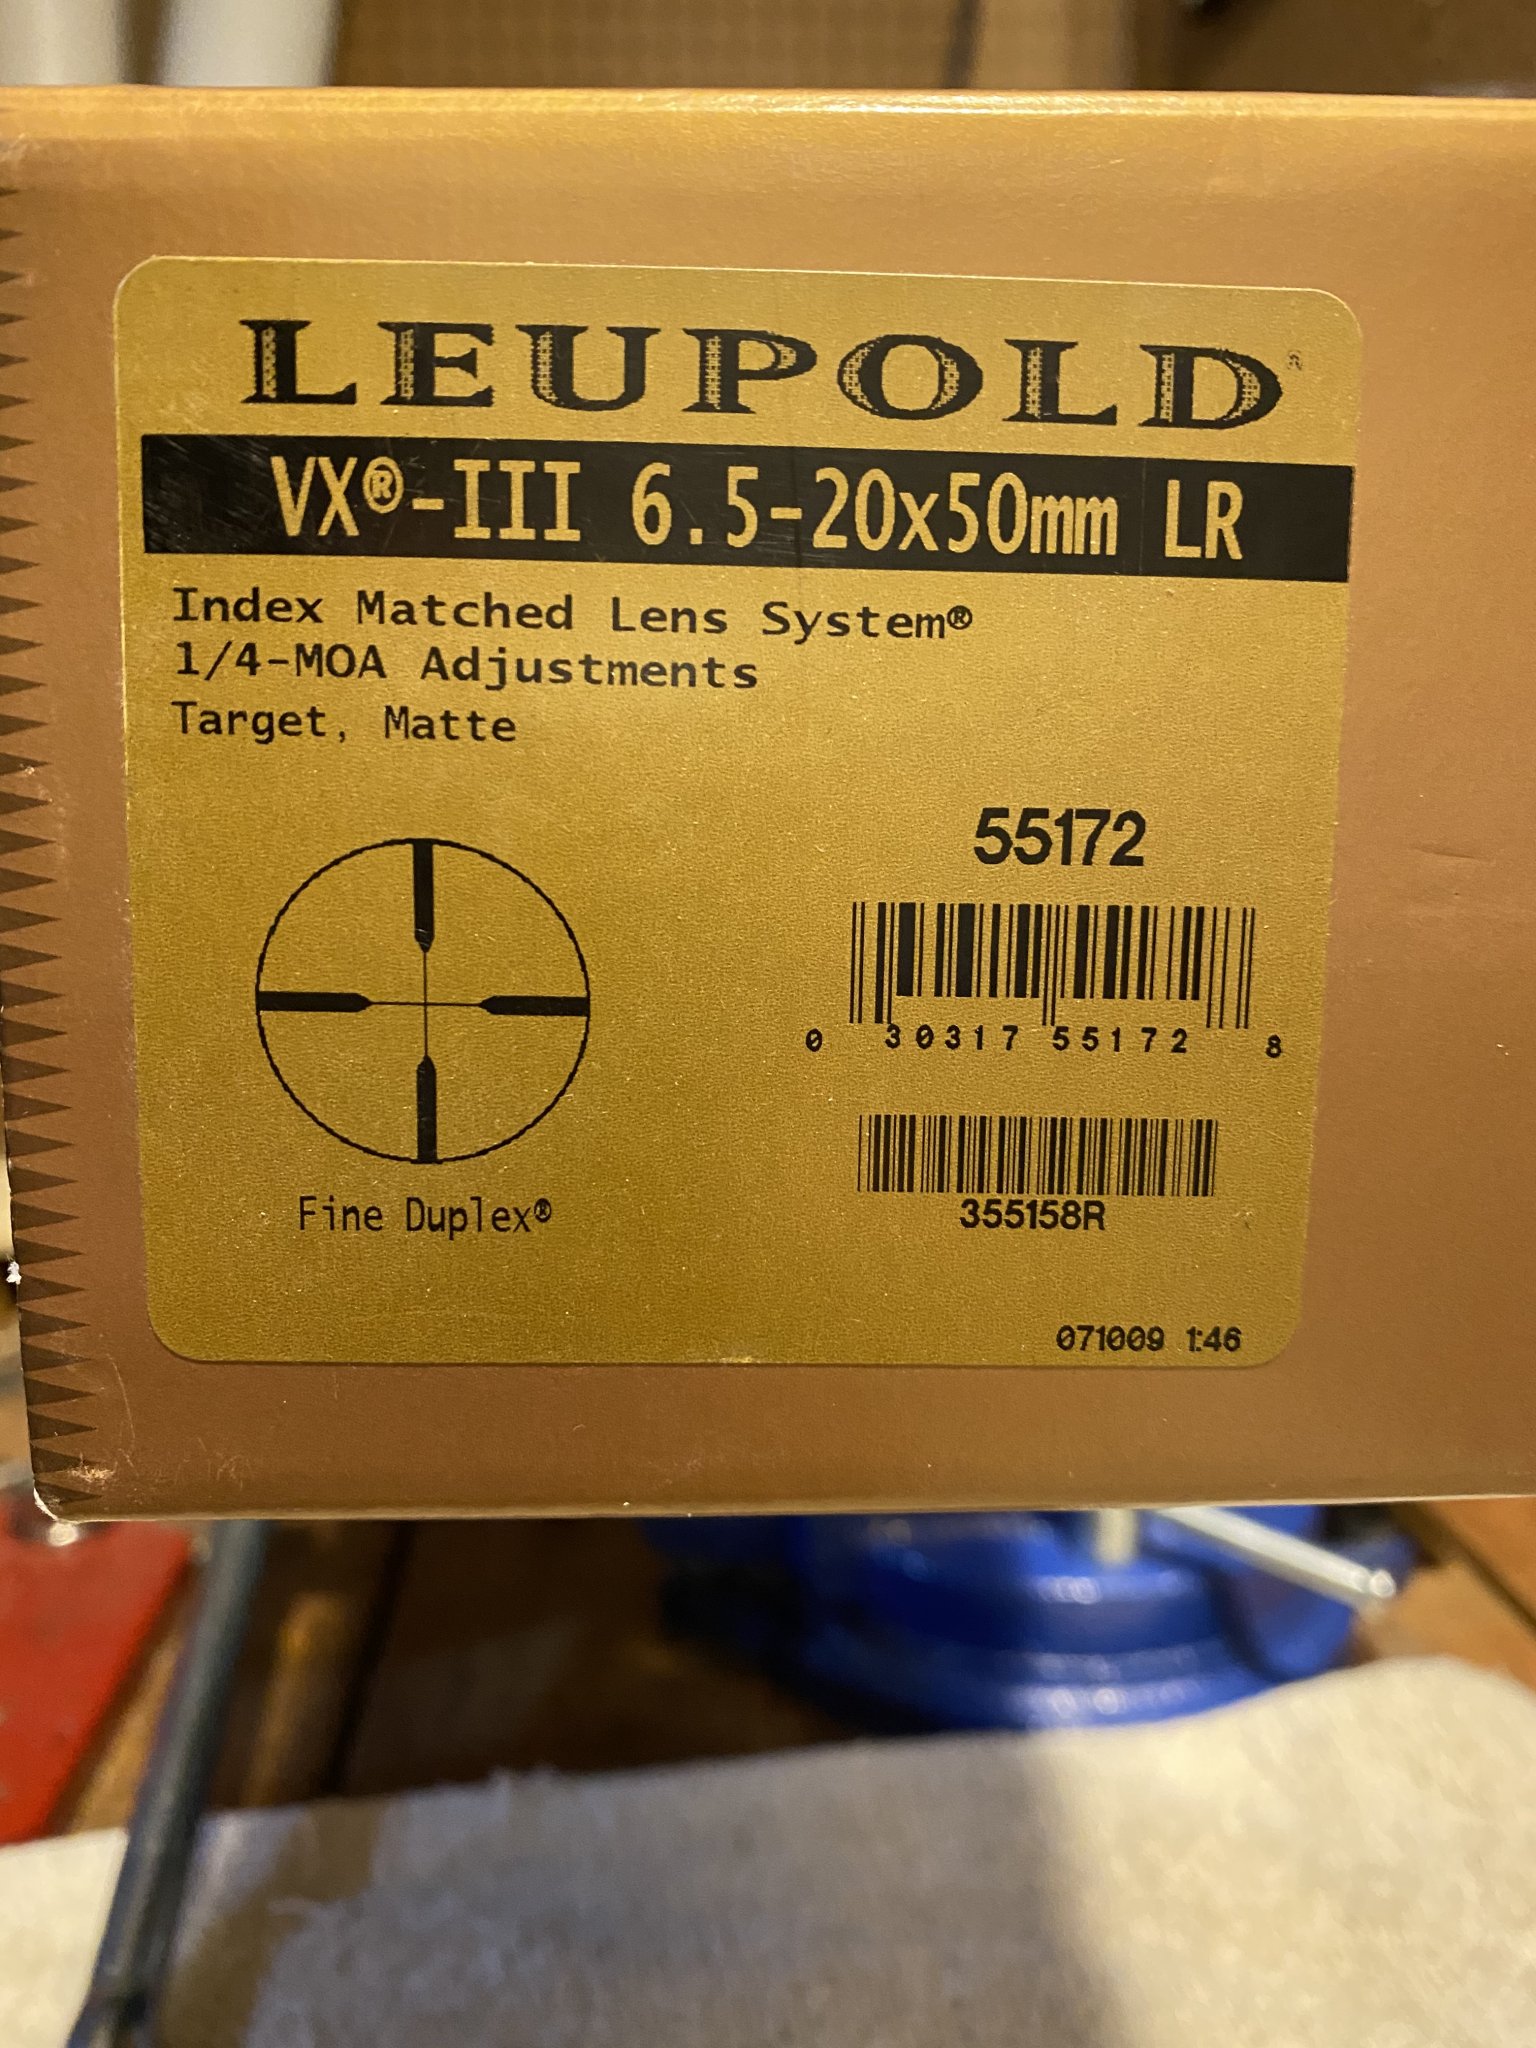 LEUPOLD®
VX®-III 6.5-20x50mm LR
Index Matched Lens System®
1/4-MOA Adjustments
Target, Matte
55172
0 30317 55172 8
355158R
Fine Duplex®
071009 1:46